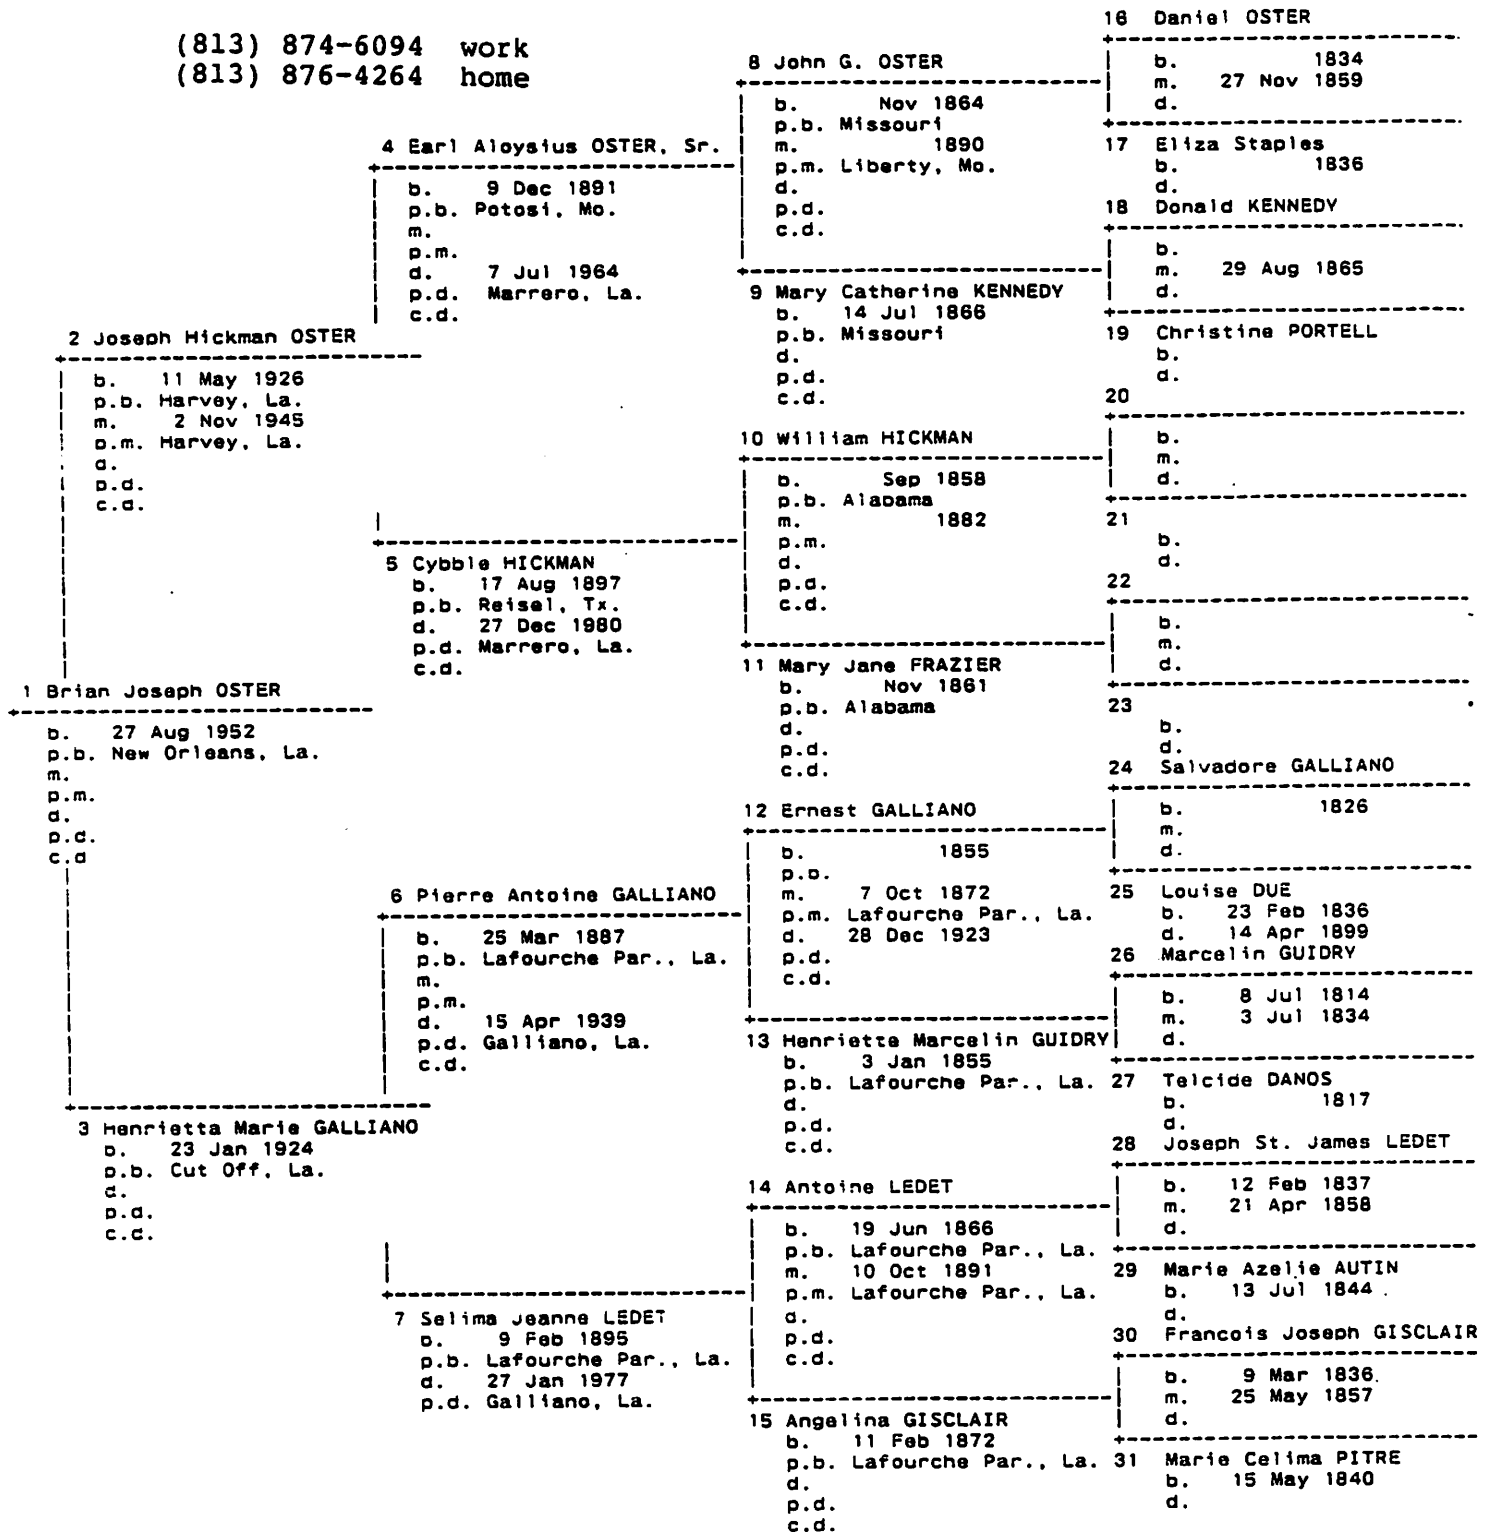 (813) 874-6094 work
(813) 876-4264 home
1 Brian Joseph OSTER
b. 27 Aug 1952
p.b. New Orleans, La.
m.
p.m.
d.
p.d.
c.d
2 Joseph Hickman OSTER
b. 11 May 1926
p.b. Harvey, La.
m. 2 Nov 1945
p.m. Harvey, La.
d.
p.d.
c.d.
3 Henrietta Marie GALLIANO
b. 23 Jan 1924
p.b. Cut Off, La.
d.
p.d.
c.d.
4 Earl Aloysius OSTER, Sr.
b. 9 Dec 1891
p.b. Potosi, Mo.
m.
p.m.
d. 7 Jul 1964
p.d. Marrero, La.
c.d.
5 Cybble HICKMAN
b. 17 Aug 1897
p.b. Reisel, Tx.
d. 27 Dec 1980
p.d. Marrero, La.
c.d.
6 Pierre Antoine GALLIANO
b. 25 Mar 1887
p.b. Lafourche Par., La.
m.
p.m.
d. 15 Apr 1939
p.d. Galliano, La.
c.d.
7 Selima Jeanne LEDET
b. 9 Feb 1895
p.b. Lafourche Par., La.
d. 27 Jan 1977
p.d. Galliano, La.
8 John G. OSTER
b. Nov 1864
p.b. Missouri
m. 1890
p.m. Liberty, Mo.
d.
p.d.
c.d.
9 Mary Catherine KENNEDY
b. 14 Jul 1866
p.b. Missouri
d.
p.d.
c.d.
10 William HICKMAN
b. Sep 1858
p.b. Alabama
m. 1882
p.m.
d.
p.d.
c.d.
11 Mary Jane FRAZIER
b. Nov 1861
p.b. Alabama
d.
p.d.
c.d.
12 Ernest GALLIANO
b. 1855
p.b.
m. 7 Oct 1872
p.m. Lafourche Par., La.
d. 28 Dec 1923
p.d.
c.d.
13 Henriette Marcelin GUIDRY
b. 3 Jan 1855
p.b. Lafourche Par., La.
d.
p.d.
c.d.
14 Antoine LEDET
b. 19 Jun 1866
p.b. Lafourche Par., La.
m. 10 Oct 1891
p.m. Lafourche Par., La.
d.
p.d.
c.d.
15 Angelina GISCLAIR
b. 11 Feb 1872
p.b. Lafourche Par., La.
d.
p.d.
c.d.
16 Daniel OSTER
b. 1834
m. 27 Nov 1859
d.
17 Eliza Staples
b. 1836
d.
18 Donald KENNEDY
b.
m. 29 Aug 1865
d.
19 Christine PORTELL
b.
d.
20
b.
m.
d.
21
b.
d.
22
b.
m.
d.
23
b.
d.
24 Salvadore GALLIANO
b. 1826
m.
d.
25 Louise DUE
b. 23 Feb 1836
d. 14 Apr 1899
26 Marcelin GUIDRY
b. 8 Jul 1814
m. 3 Jul 1834
d.
27 Telcide DANOS
b. 1817
d.
28 Joseph St. James LEDET
b. 12 Feb 1837
m. 21 Apr 1858
d.
29 Marie Azelie AUTIN
b. 13 Jul 1844
d.
30 Francois Joseph GISCLAIR
b. 9 Mar 1836
m. 25 May 1857
d.
31 Marie Celima PITRE
b. 15 May 1840
d.